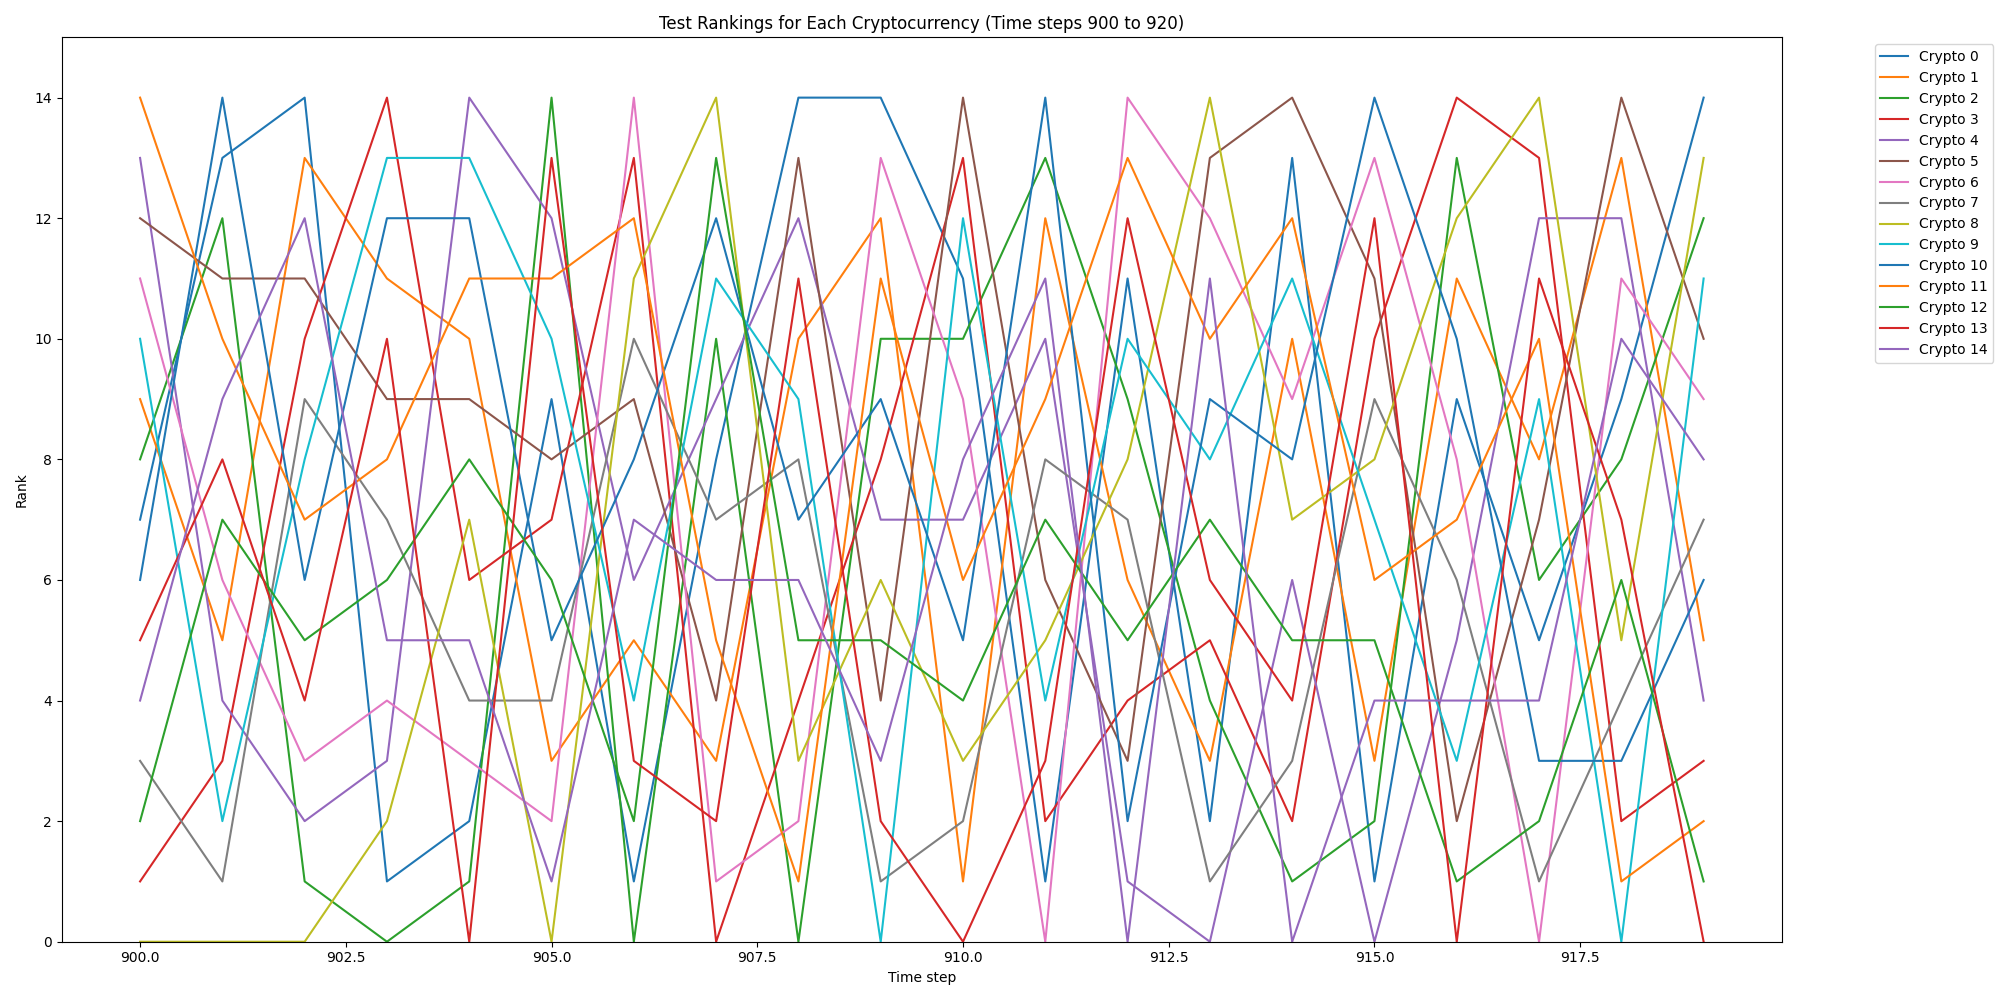 Test Rankings for Each Cryptocurrency (Time steps 900 to 920)
Rank
14
12
10
8
6
4
2
0
900.0
902.5
905.0
907.5
910.0
912.5
915.0
917.5
Time step
Crypto 0
Crypto 1
Crypto 2
Crypto 3
Crypto 4
Crypto 5
Crypto 6
Crypto 7
Crypto 8
Crypto 9
Crypto 10
Crypto 11
Crypto 12
Crypto 13
Crypto 14